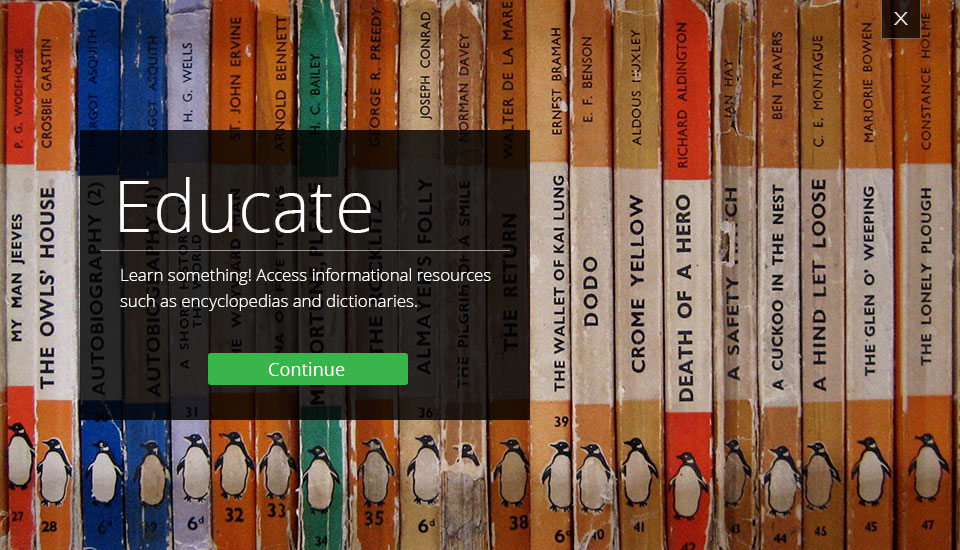 X
P. G. WODEHOUSE
CROSBIE GARSTIN
MARGOT ASQUITH
MARGOT ASQUITH
H. G. WELLS
ST. JOHN ERVINE
ARNOLD BENNETT
H. C. BAILEY
GEORGE R. PREEDY
JOSEPH CONRAD
NORMAN DAVEY
WALTER DE LA MARE
ERNEST BRAMAH
E. F. BENSON
ALDOUS HUXLEY
RICHARD ALDINGTON
IAN HAY
BEN TRAVERS
C. E. MONTAGUE
MARJORIE BOWEN
CONSTANCE HOLME
Educate
Learn something! Access informational resources
such as encyclopedias and dictionaries.
Continue
MY MAN JEEVES
THE OWLS' HOUSE
AUTOBIOGRAPHY (2)
AUTOBIOGRAPHY
A SHORT HISTORY OF
THE WORLD
ALMAYER'S FOLLY
THE PILGRIM OF A SMILE
THE RETURN
THE WALLET OF KAI LUNG
DODO
CROME YELLOW
DEATH OF A HERO
A SAFETY
A CUCKOO IN THE NEST
A HIND LET LOOSE
THE GLEN O' WEEPING
THE LONELY PLOUGH
31
36
39
27
28
6d
6d
32
33
34
35
6d
38
40
41
42
43
44
45
45
47